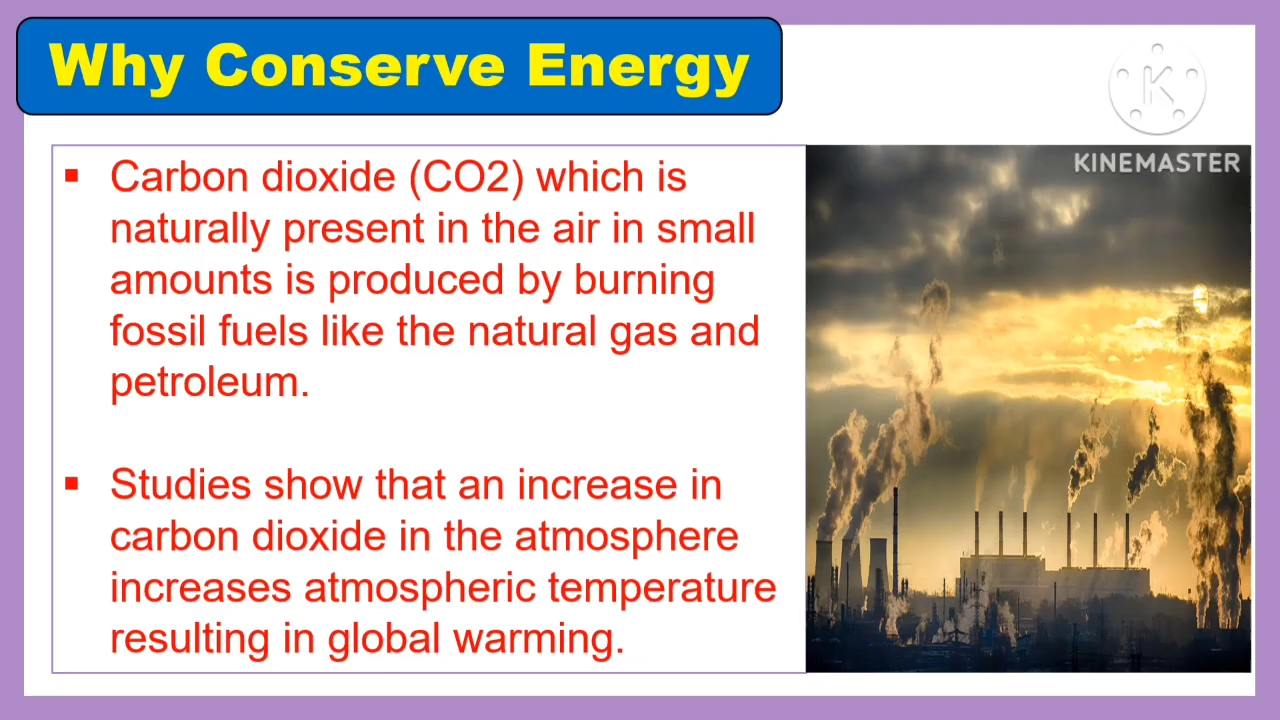 Why Conserve Energy
K
KINEMASTER
▪ Carbon dioxide (CO2) which is
naturally present in the air in small
amounts is produced by burning
fossil fuels like the natural gas and
petroleum.
▪ Studies show that an increase in
carbon dioxide in the atmosphere
increases atmospheric temperature
resulting in global warming.